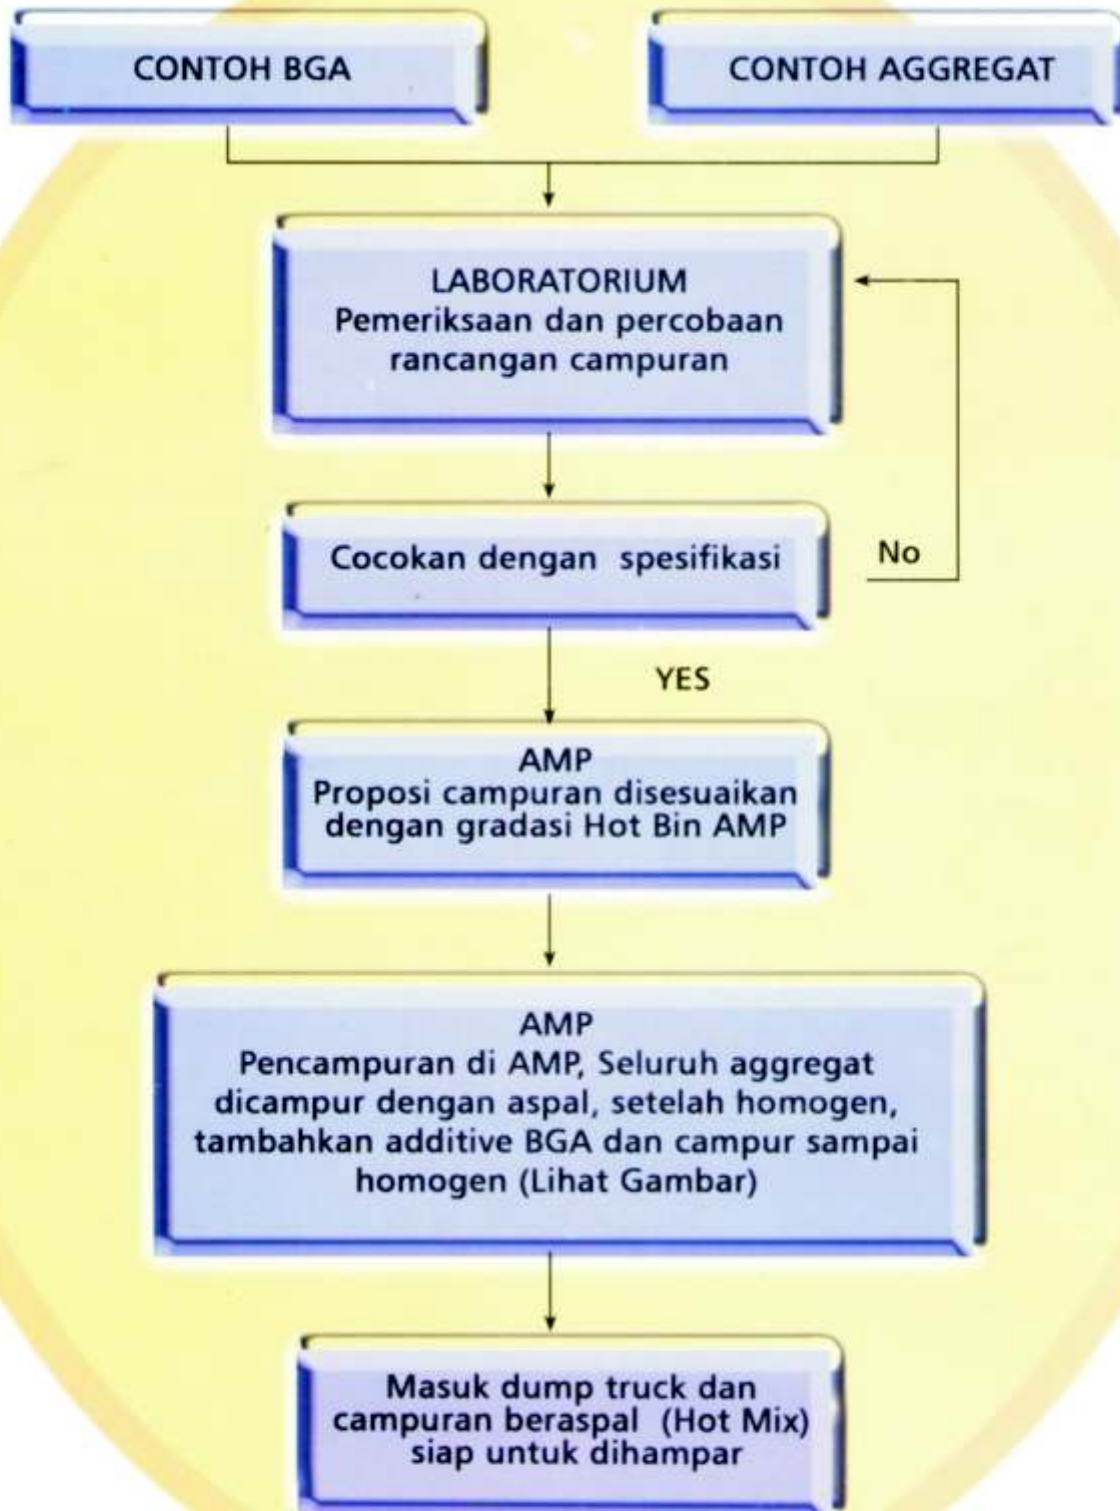 CONTOH BGA
CONTOH AGGREGAT
LABORATORIUM
Pemeriksaan dan percobaan
rancangan campuran
Cocokan dengan spesifikasi
No
YES
AMP
Proposi campuran disesuaikan
dengan gradasi Hot Bin AMP
AMP
Pencampuran di AMP, Seluruh aggregat
dicampur dengan aspal, setelah homogen,
tambahkan additive BGA dan campur sampai
homogen (Lihat Gambar)
Masuk dump truck dan
campuran beraspal (Hot Mix)
siap untuk dihampar